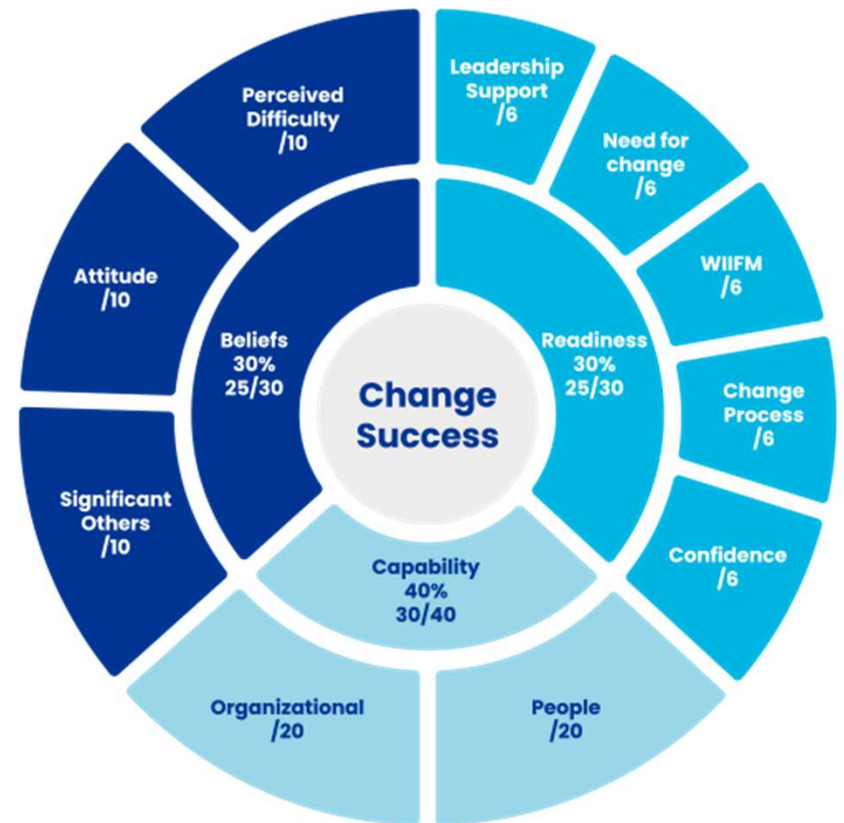 Perceived
Difficulty
/10
Leadership
Support
/6
Need for
change
/6
WIIFM
/6
Attitude
/10
Beliefs
30%
25/30
Readiness
30%
25/30
Change
Success
Change
Process
/6
Significant
Others
/10
Confidence
/6
Capability
40%
30/40
Organizational
/20
People
/20